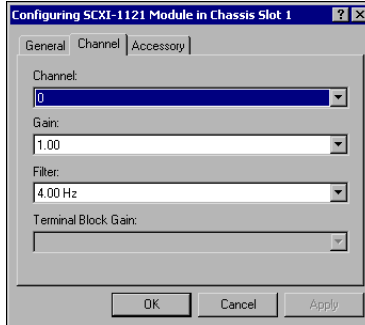 Configuring SCXI-1121 Module in Chassis Slot 1
General Channel Accessory
Channel:
0
Gain:
1.00
Filter:
4.00 Hz
Terminal Block Gain:
OK Cancel Apply